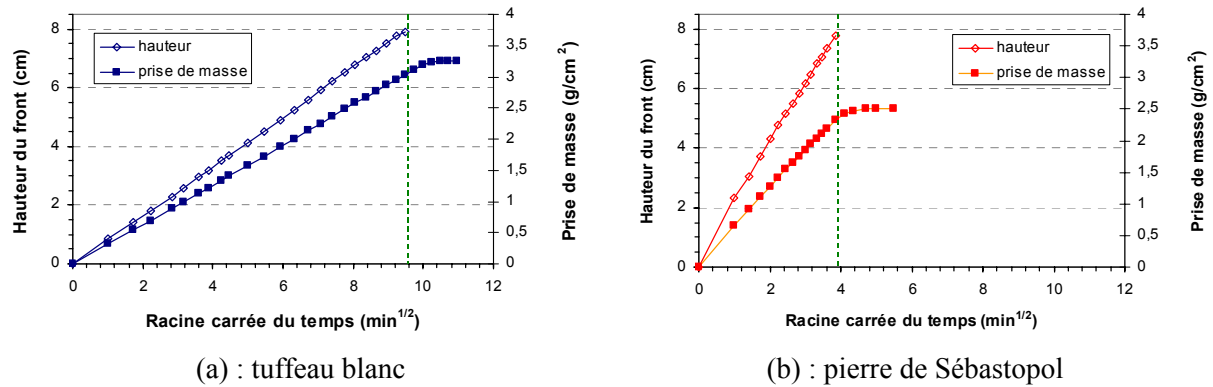 8
6
4
2
0
Hauteur du front (cm)
hauteur
prise de masse
4
3,5
3
2,5
2
1,5
1
0,5
0
Prise de masse (g/cm²)
0 2 4 6 8 10 12
Racine carrée du temps (min^1/2)
(a) : tuffeau blanc
8
6
4
2
0
Hauteur du front (cm)
hauteur
prise de masse
4
3,5
3
2,5
2
1,5
1
0,5
0
Prise de masse (g/cm²)
0 2 4 6 8 10 12
Racine carrée du temps (min^1/2)
(b) : pierre de Sébastopol